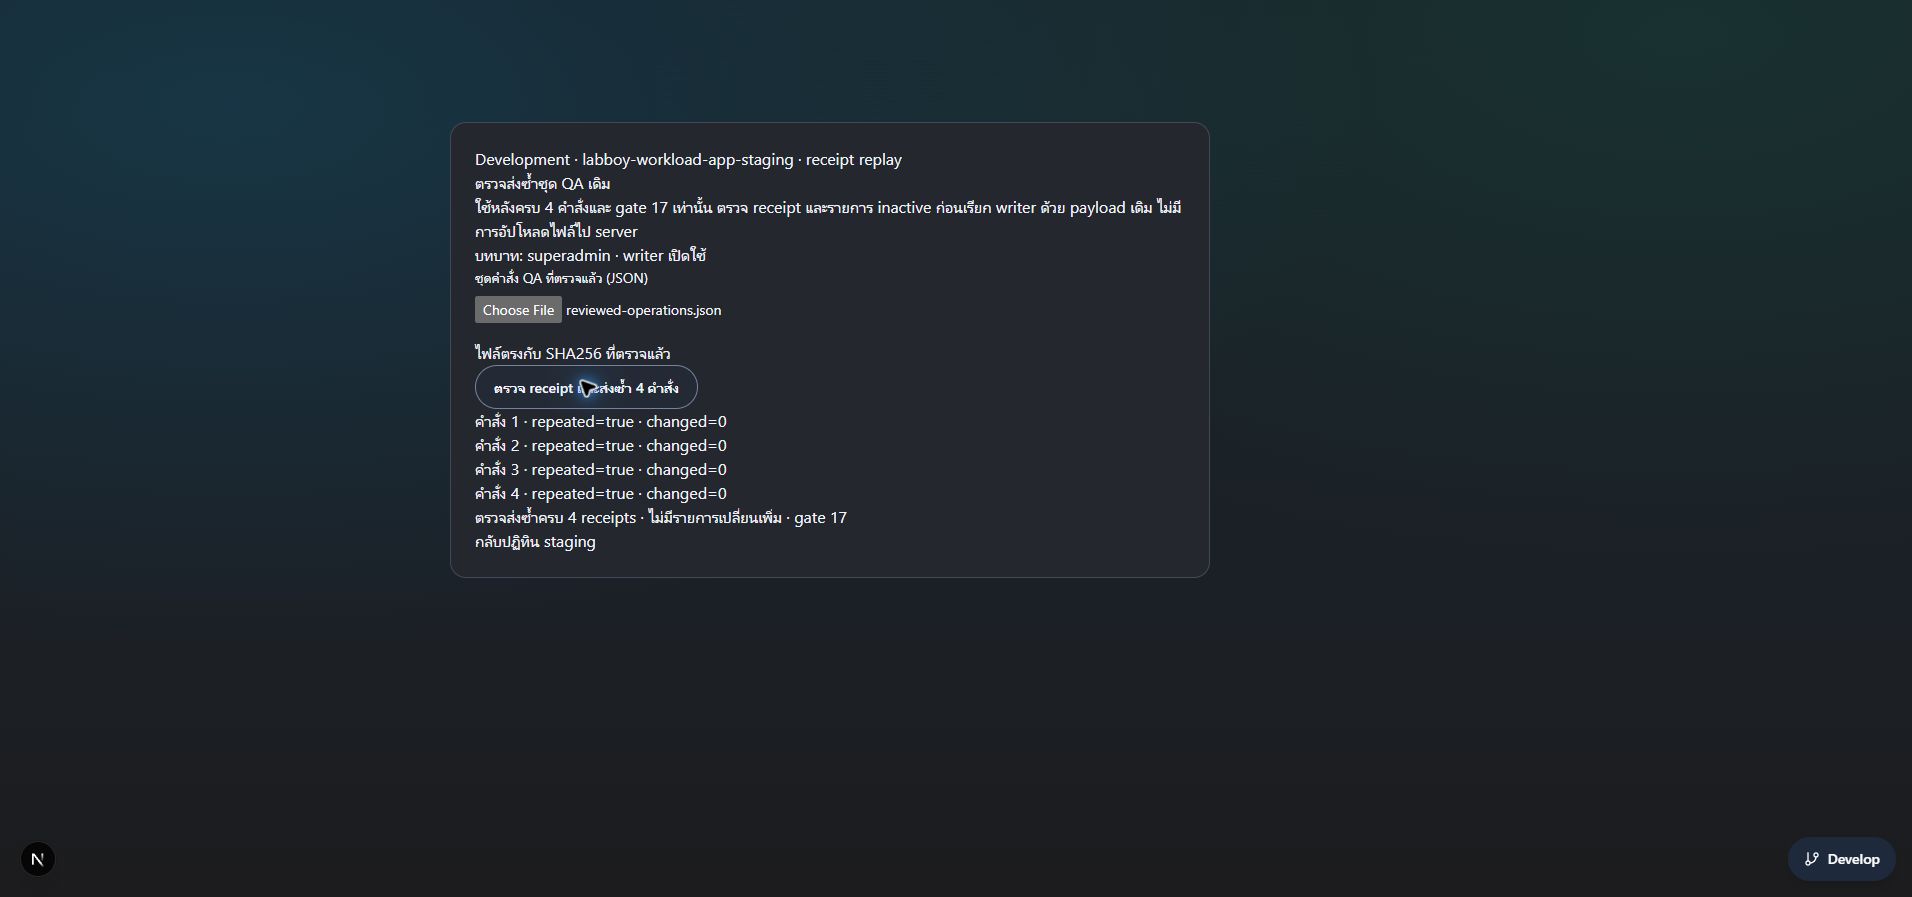 Development · labboy-workload-app-staging · receipt replay
ตรวจส่งซ้ำชุด QA เดิม
ใช้หลังครบ 4 คำสั่งและ gate 17 เท่านั้น ตรวจ receipt และรายการ inactive ก่อนเรียก writer ด้วย payload เดิม ไม่มี
การอัปโหลดไฟล์ไป server
บทบาท: superadmin · writer เปิดใช้
ชุดคำสั่ง QA ที่ตรวจแล้ว (JSON)
Choose File reviewed-operations.json
ไฟล์ตรงกับ SHA256 ที่ตรวจแล้ว
ตรวจ receipt และส่งซ้ำ 4 คำสั่ง
คำสั่ง 1 · repeated=true · changed=0
คำสั่ง 2 · repeated=true · changed=0
คำสั่ง 3 · repeated=true · changed=0
คำสั่ง 4 · repeated=true · changed=0
ตรวจส่งซ้ำครบ 4 receipts · ไม่มีรายการเปลี่ยนเพิ่ม · gate 17
กลับปฏิทิน staging
N
Develop